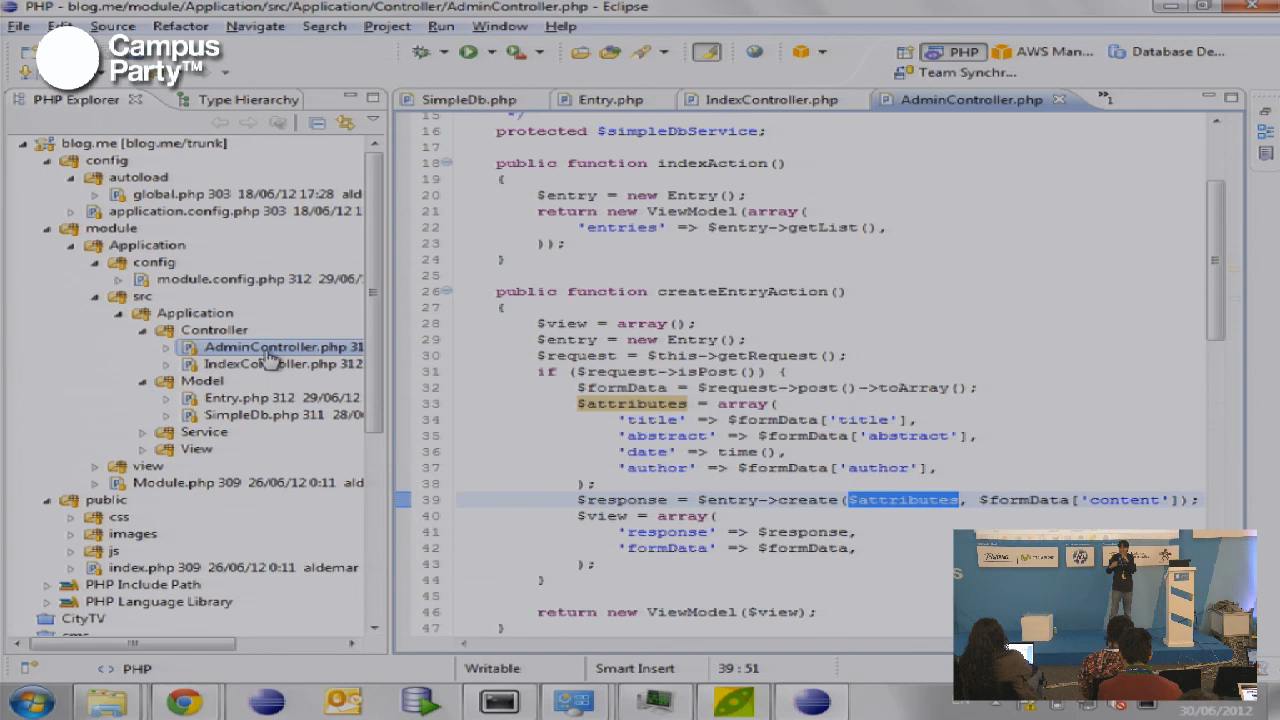 PHP - blog.me/module/Application/src/Application/Controller/AdminController.php - Eclipse
File Source Refactor Navigate Search Project Run Window Help
Campus
Party™
PHP AWS Man... Database De...
Team Synchr...
PHP Explorer Type Hierarchy
SimpleDb.php Entry.php IndexController.php AdminController.php »1
blog.me [blog.me/trunk]
config
autoload
global.php 303 18/06/12 17:28 ald
application.config.php 303 18/06/12 1
module
Application
config
module.config.php 312 29/06/
src
Application
Controller
AdminController.php 31
IndexController.php 312
Model
Entry.php 312 29/06/12
SimpleDb.php 311 28/0
Service
View
view
Module.php 309 26/06/12 0:11 ald
public
css
images
js
index.php 309 26/06/12 0:11 aldemar
PHP Include Path
PHP Language Library
CityTV
15 */
16 protected $simpleDbService;
17
18 public function indexAction()
19 {
20 $entry = new Entry();
21 return new ViewModel(array(
22 'entries' => $entry->getList(),
23 ));
24 }
25
26 public function createEntryAction()
27 {
28 $view = array();
29 $entry = new Entry();
30 $request = $this->getRequest();
31 if ($request->isPost()) {
32 $formData = $request->post()->toArray();
33 $attributes = array(
34 'title' => $formData['title'],
35 'abstract' => $formData['abstract'],
36 'date' => time(),
37 'author' => $formData['author'],
38 );
39 $response = $entry->create($attributes, $formData['content']);
40 $view = array(
41 'response' => $response,
42 'formData' => $formData,
43 );
44 }
45
46 return new ViewModel($view);
47 }
<> PHP Writable Smart Insert 39 : 51
hp
30/06/2012